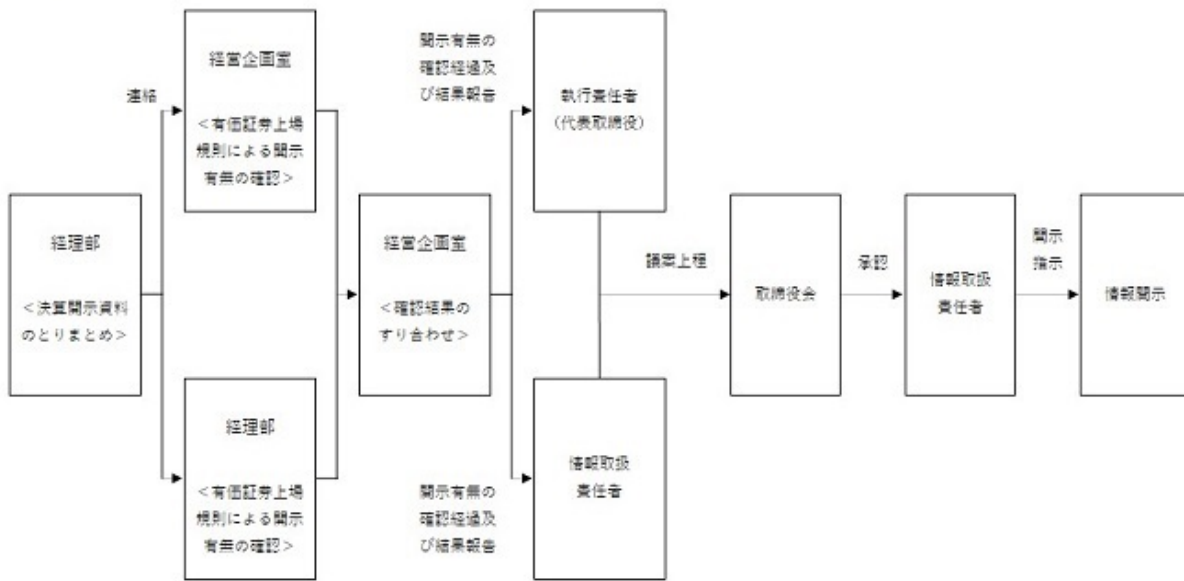 経理部
<決算開示資料
のとりまとめ>
連絡
経営企画室
<有価証券上場
規則による開示
有無の確認>
経理部
<有価証券上場
規則による開示
有無の確認>
経営企画室
<確認結果の
すり合わせ>
開示有無の
確認経過及
び結果報告
執行責任者
(代表取締役)
開示有無の
確認経過及
び結果報告
情報取扱
責任者
議案上程
取締役会
承認
情報取扱
責任者
開示
指示
情報開示